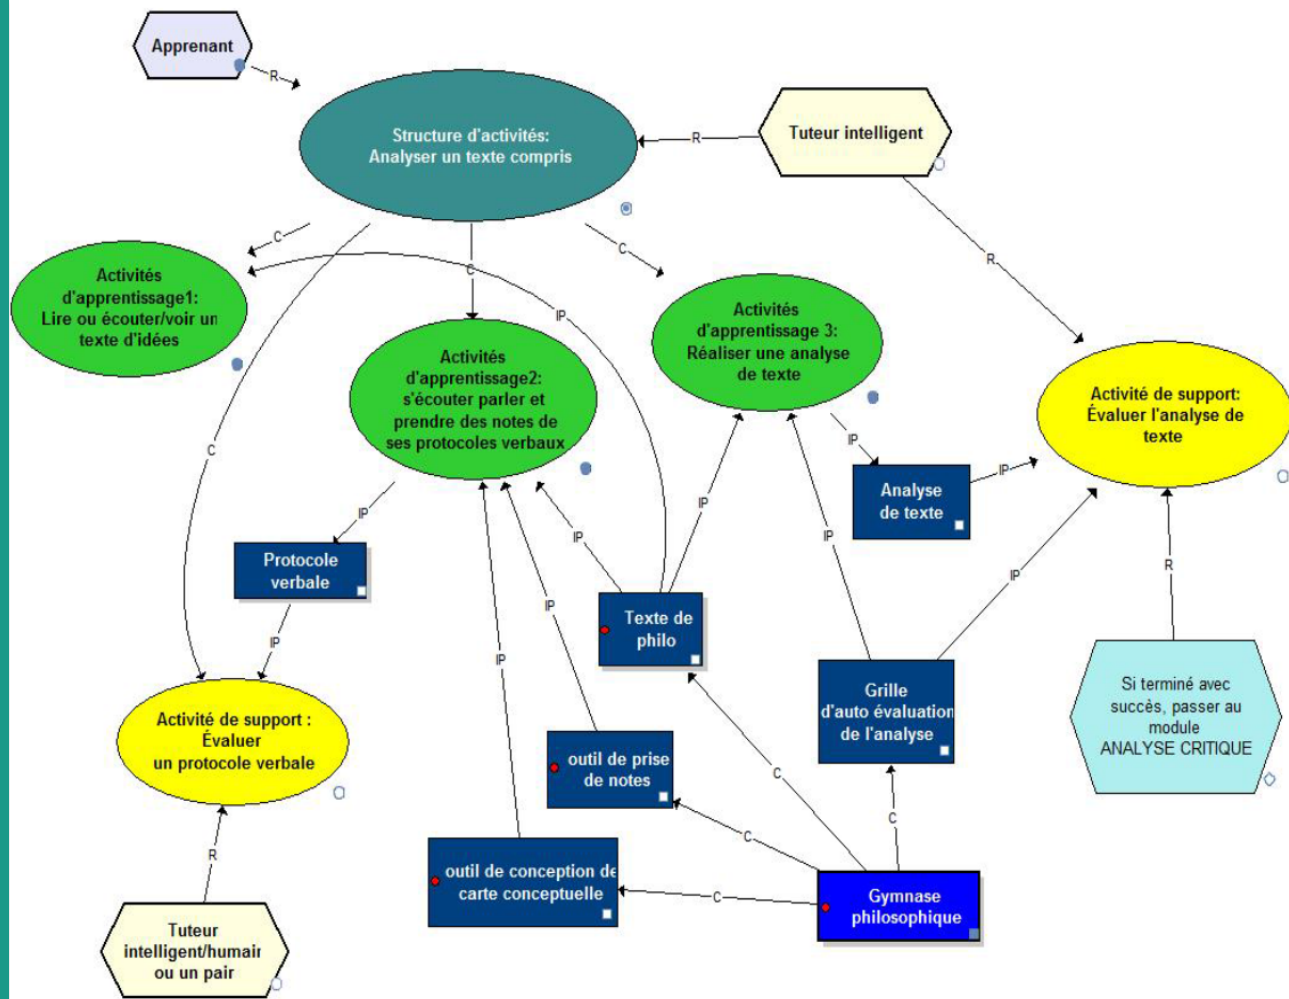 Apprenant
R
Structure d'activités:
Analyser un texte compris
R
Tuteur intelligent
C
C
C
C
R
IP
Activités
d'apprentissage1:
Lire ou écouter/voir un
texte d'idées
Activités
d'apprentissage2:
s'écouter parler et
prendre des notes de
ses protocoles verbaux
Activités
d'apprentissage 3:
Réaliser une analyse
de texte
Activité de support:
Évaluer l'analyse de
texte
IP
IP
Analyse
de texte
IP
IP
IP
IP
IP
R
Protocole
verbale
IP
IP
IP
IP
Texte de
philo
Grille
d'auto évaluation
de l'analyse
Si terminé avec
succès, passer au
module
ANALYSE CRITIQUE
Activité de support :
Évaluer
un protocole verbale
outil de prise
de notes
C
C
C
C
R
outil de conception de
carte conceptuelle
Gymnase
philosophique
Tuteur
intelligent/humain
ou un pair